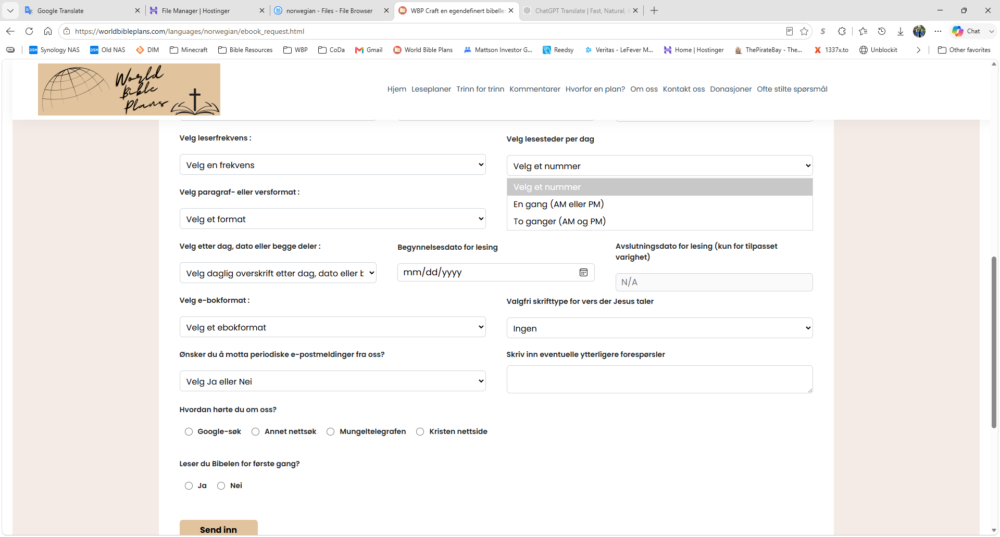 Google Translate
File Manager | Hostinger
norwegian - Files - File Browser
WBP Craft en egendefinert bibelle
ChatGPT Translate | Fast, Natural, 4
https://worldbibleplans.com/languages/norwegian/ebook_request.html
Chat
Synology NAS
Old NAS
DIM
Minecraft
Bible Resources
WBP
CoDa
Gmail
World Bible Plans
Mattson Investor G...
Reedsy
Veritas - LeFever M...
Home | Hostinger
ThePirateBay - The...
1337x.to
Unblockit
Other favorites
World
Bible
Plans
Hjem Leseplaner Trinn for trinn Kommentarer Hvorfor en plan? Om oss Kontakt oss Donasjoner Ofte stilte spørsmål
Velg leserfrekvens :
Velg en frekvens
Velg lesesteder per dag
Velg et nummer
Velg et nummer
En gang (AM eller PM)
To ganger (AM og PM)
Velg paragraf- eller versformat :
Velg et format
Velg etter dag, dato eller begge deler :
Velg daglig overskrift etter dag, dato eller b
Begynnelsesdato for lesing
mm/dd/yyyy
Avslutningsdato for lesing (kun for tilpasset
varighet)
N/A
Velg e-bokformat :
Velg et ebokformat
Valgfri skrifttype for vers der Jesus taler
Ingen
Ønsker du å motta periodiske e-postmeldinger fra oss?
Velg Ja eller Nei
Skriv inn eventuelle ytterligere forespørsler
Hvordan hørte du om oss?
Google-søk Annet nettsøk Mungeltelegrafen Kristen nettside
Leser du Bibelen for første gang?
Ja Nei
Send inn